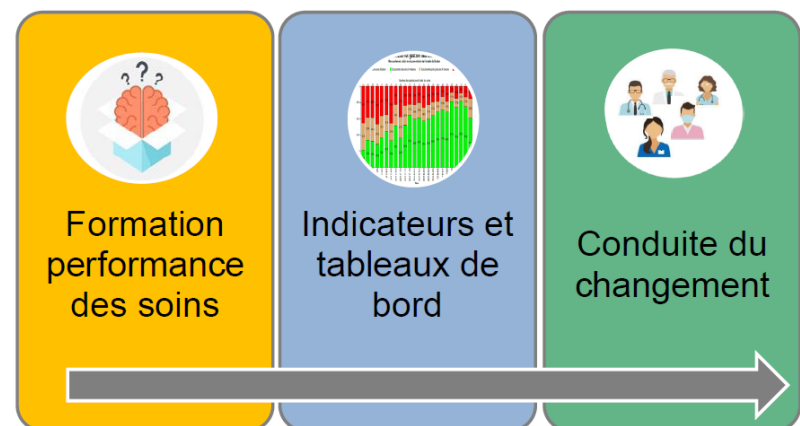 ? ? ?
Formation
performance
des soins
Indicateurs et
tableaux de
bord
Conduite du
changement